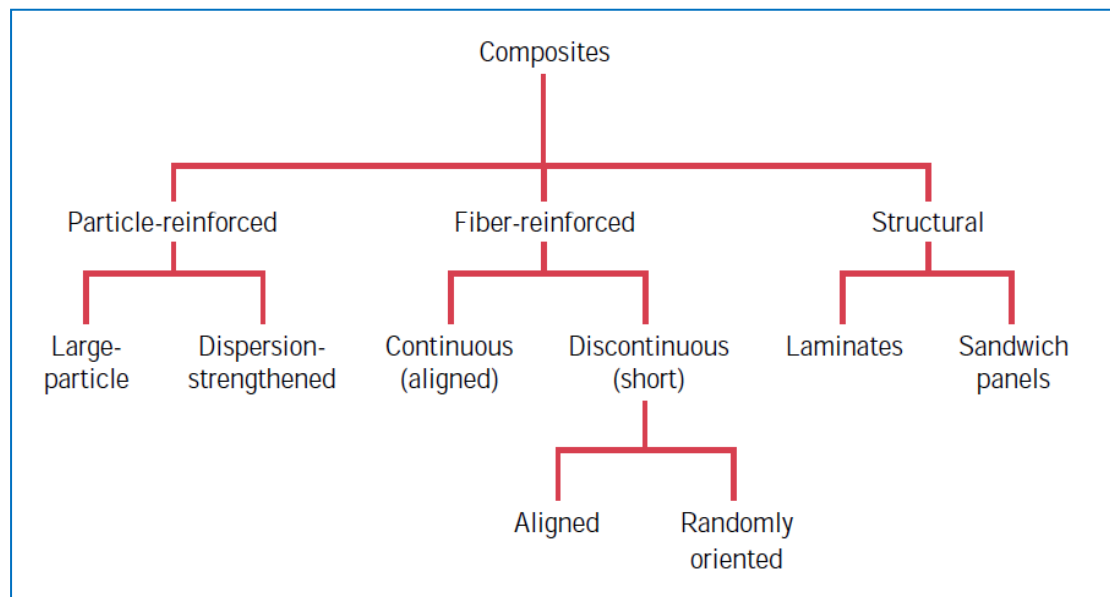 Composites
Particle-reinforced
Fiber-reinforced
Structural
Large-
particle
Dispersion-
strengthened
Continuous
(aligned)
Discontinuous
(short)
Laminates
Sandwich
panels
Aligned
Randomly
oriented